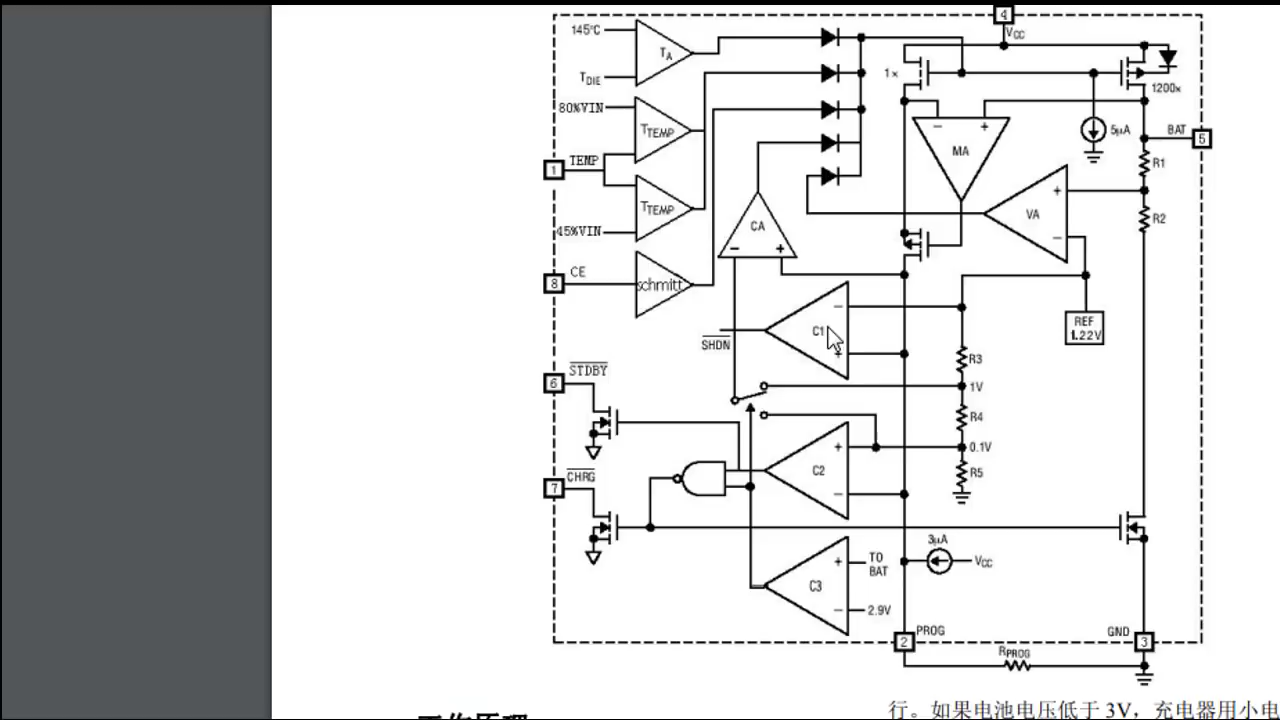 145°C
TA
TDIE
80%VIN
TTEMP
1
TEMP
TTEMP
45%VIN
8
CE
schmitt
4
VCC
1×
1200×
5µA
BAT
5
MA
R1
VA
R2
CA
REF
1.22V
C1
SHDN
R3
1V
R4
0.1V
R5
6
STDBY
C2
7
CHRG
3µA
VCC
C3
TO
BAT
2.9V
2
PROG
GND
3
RPROG
行。如果电池电压低于 3V，充电器用小电